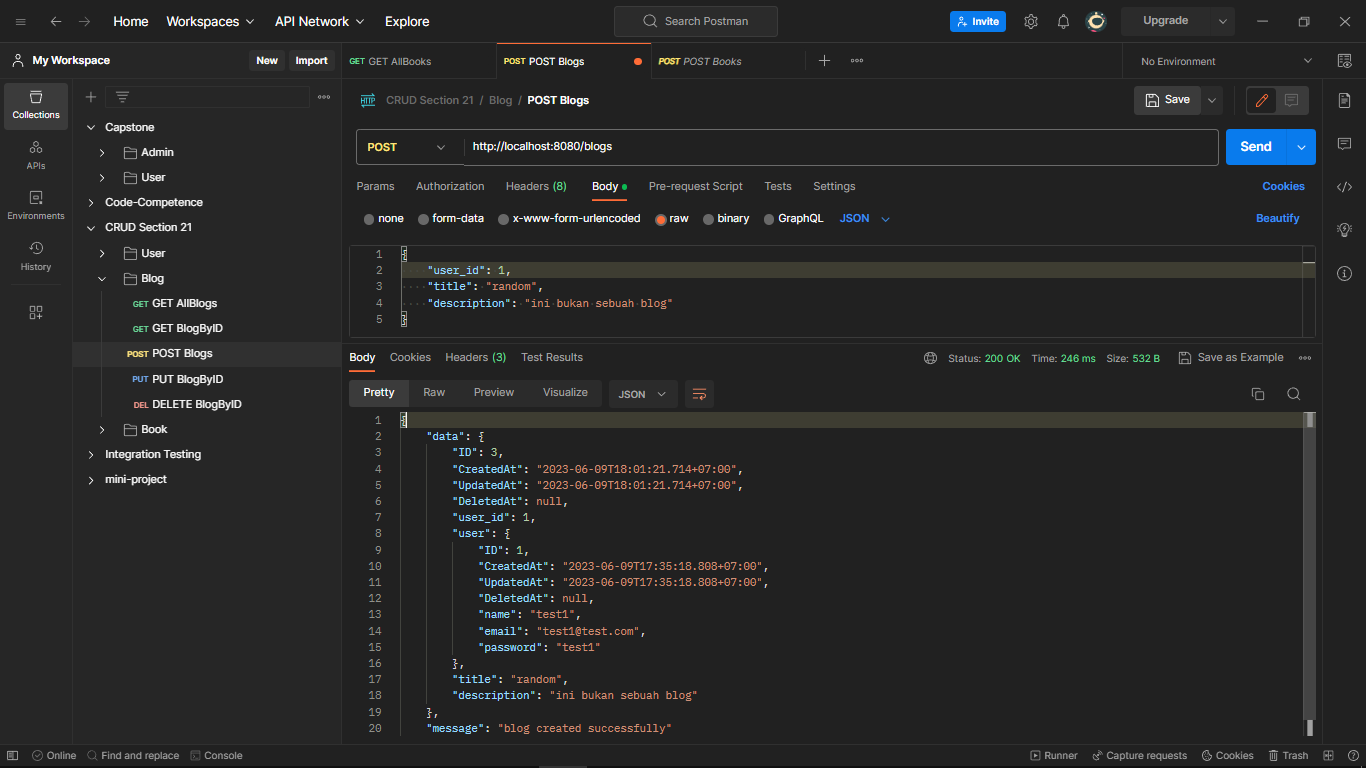 Home Workspaces API Network Explore Search Postman Invite Upgrade
My Workspace New Import GET GET AllBooks POST POST Blogs POST POST Books No Environment
Collections
APIs
Environments
History
Capstone
Admin
User
Code-Competence
CRUD Section 21
User
Blog
GET GET AllBlogs
GET GET BlogByID
POST POST Blogs
PUT PUT BlogByID
DEL DELETE BlogByID
Book
Integration Testing
mini-project
HTTP CRUD Section 21 / Blog / POST Blogs Save
POST http://localhost:8080/blogs Send
Params Authorization Headers (8) Body Pre-request Script Tests Settings Cookies
none form-data x-www-form-urlencoded raw binary GraphQL JSON Beautify
1 {
2 "user_id": 1,
3 "title": "random",
4 "description": "ini bukan sebuah blog"
5 }
Body Cookies Headers (3) Test Results Status: 200 OK Time: 246 ms Size: 532 B Save as Example
Pretty Raw Preview Visualize JSON
1 {
2 "data": {
3 "ID": 3,
4 "CreatedAt": "2023-06-09T18:01:21.714+07:00",
5 "UpdatedAt": "2023-06-09T18:01:21.714+07:00",
6 "DeletedAt": null,
7 "user_id": 1,
8 "user": {
9 "ID": 1,
10 "CreatedAt": "2023-06-09T17:35:18.808+07:00",
11 "UpdatedAt": "2023-06-09T17:35:18.808+07:00",
12 "DeletedAt": null,
13 "name": "test1",
14 "email": "test1@test.com",
15 "password": "test1"
16 },
17 "title": "random",
18 "description": "ini bukan sebuah blog"
19 },
20 "message": "blog created successfully"
Online Find and replace Console Runner Capture requests Cookies Trash